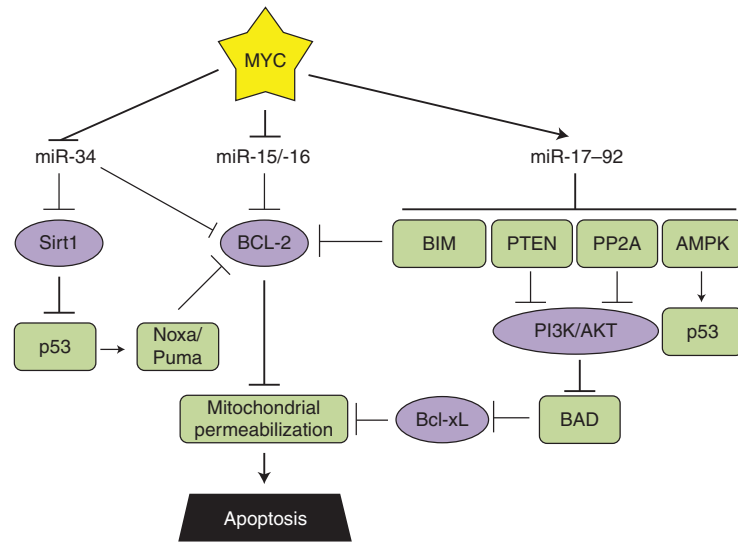 MYC
miR-34
miR-15/-16
miR-17–92
Sirt1
BCL-2
BIM
PTEN
PP2A
AMPK
p53
Noxa/
Puma
PI3K/AKT
p53
Mitochondrial
permeabilization
Bcl-xL
BAD
Apoptosis